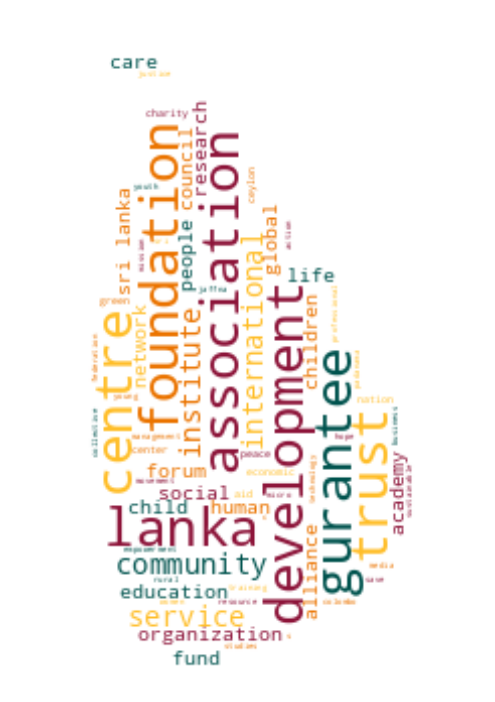 care
justice
charity
research
foundation
council
association
ceylon
youth
sri lanka
people
global
action
mission
international
life
jaffna
green
centre
network
institute
development
children
professional
federation
gurantee
trust
nation
business
collective
young
management
center
peace
hope
academy
sustainable
forum
economic
technology
movement
social
aid
micro
child
human
lanka
empowerment
community
alliance
media
rural
save
education
training
women
resource
colombo
service
organization
studies
fund